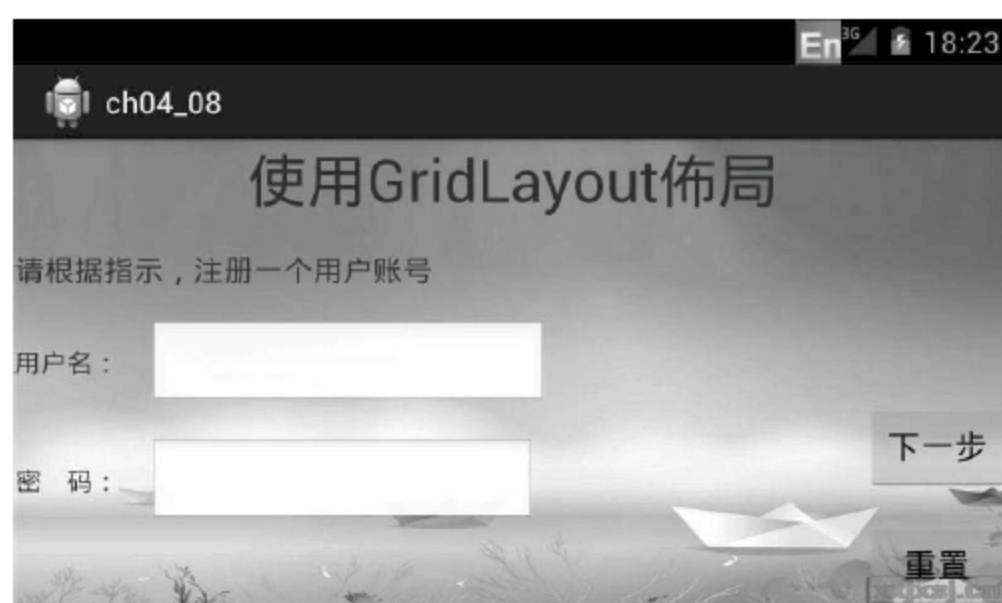 En 3G 18:23
ch04_08
使用GridLayout佈局
请根据指示，注册一个用户账号
用户名：
下一步
密 码：
重置